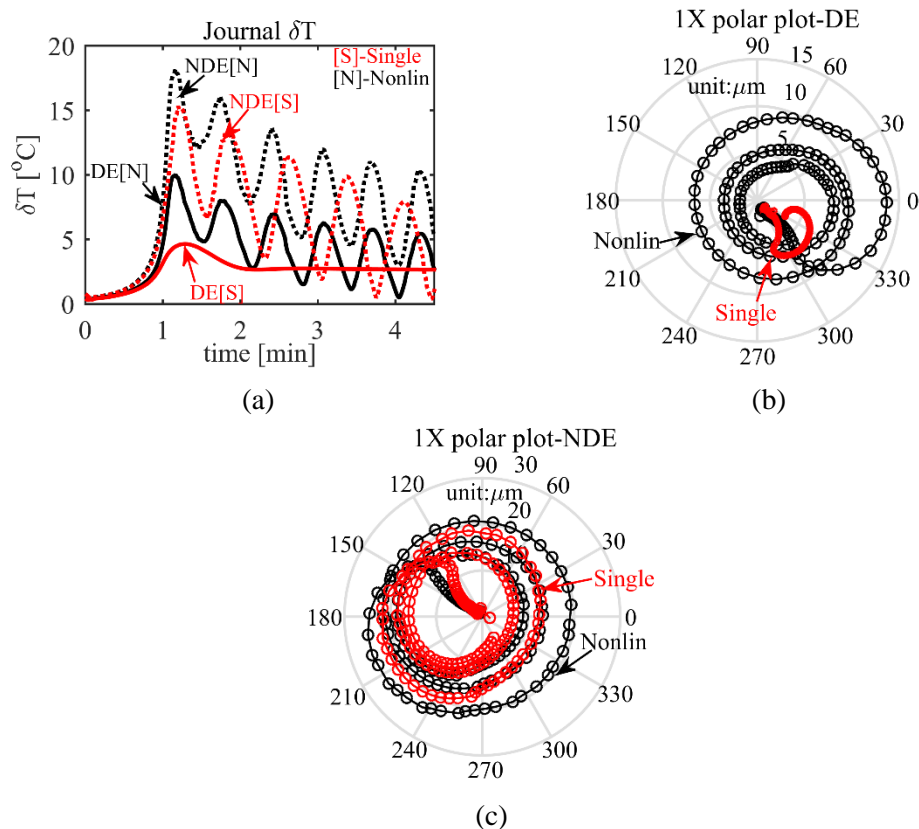 Journal δT
[S]-Single
[N]-Nonlin
NDE[N]
NDE[S]
DE[N]
DE[S]
δT [°C]
20
15
10
5
0
0 1 2 3 4
time [min]
(a)
1X polar plot-DE
unit:μm
90 15
120 60
10
150 5 30
180 0
Nonlin
210 330
Single
240 300
270
(b)
1X polar plot-NDE
90 30
120 60
unit:μm
20
150 30
Single
180 0
Nonlin
210 330
240 300
270
(c)